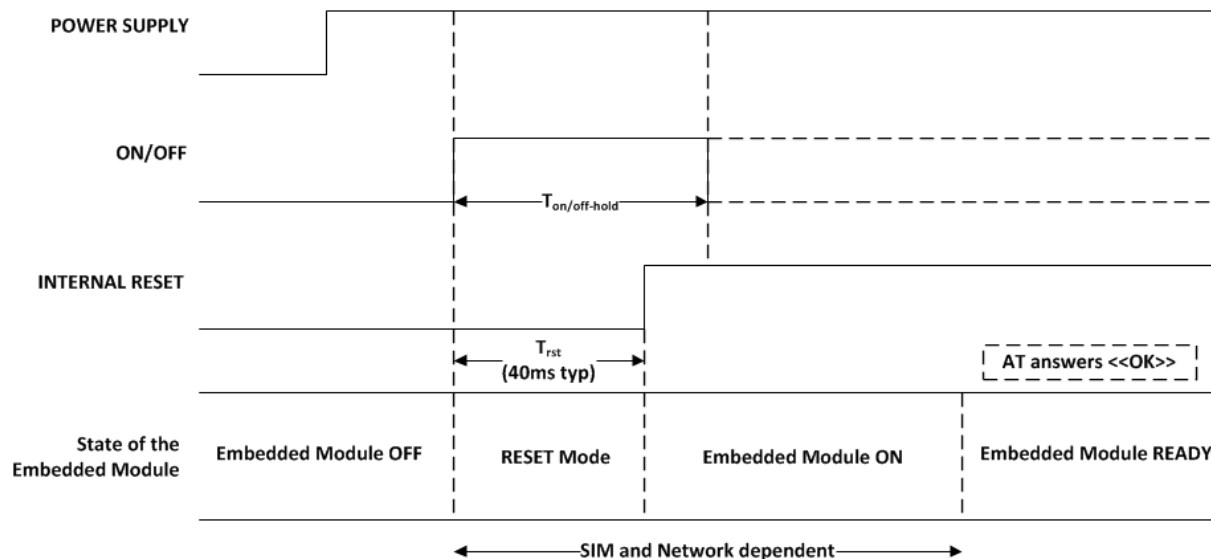 POWER SUPPLY
ON/OFF
Ton/off-hold
INTERNAL RESET
Trst
(40ms typ)
AT answers <<OK>>
State of the
Embedded Module
Embedded Module OFF
RESET Mode
Embedded Module ON
Embedded Module READY
SIM and Network dependent